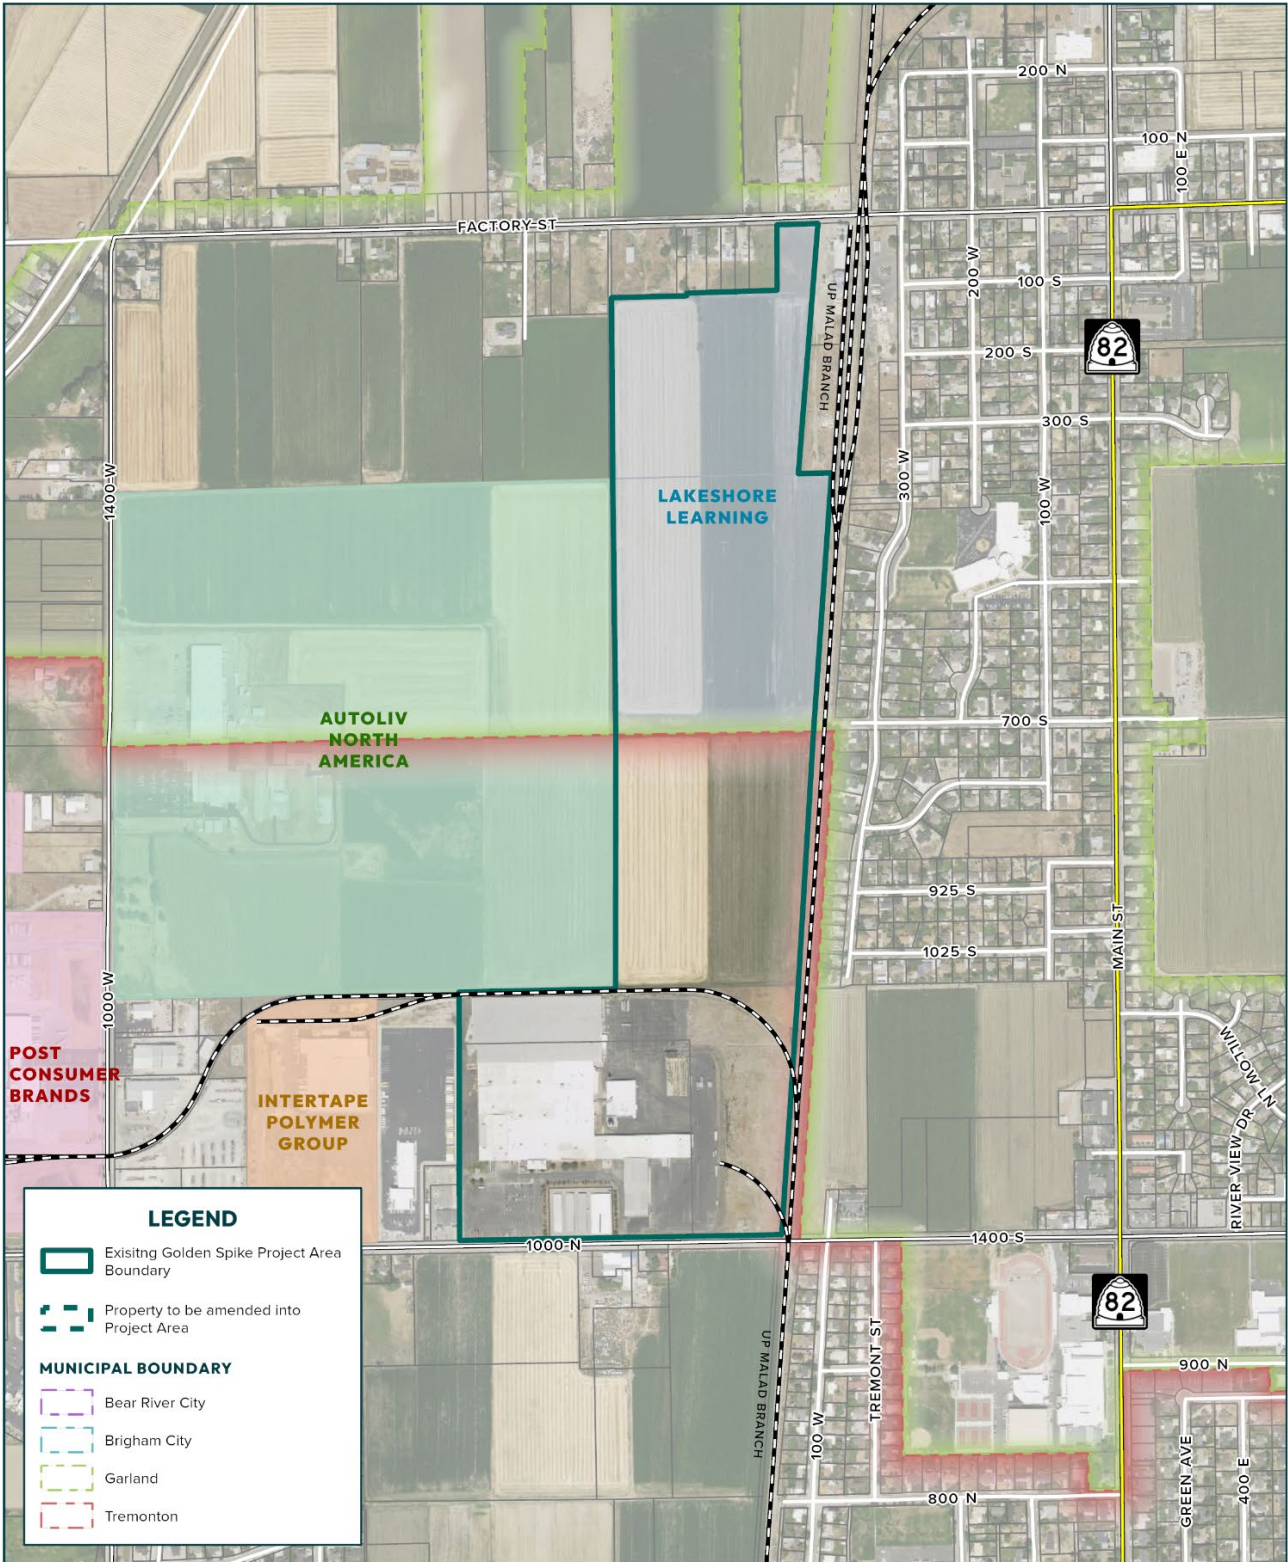 200 N
100 N
100 E N
FACTORY ST
200 W
100 S
UP MALAD BRANCH
200 S
82
300 S
1400 W
300 W
100 W
LAKESHORE
LEARNING
AUTOLIV
NORTH
AMERICA
700 S
925 S
MAIN ST
1025 S
1000 W
POST
CONSUMER
BRANDS
INTERTAPE
POLYMER
GROUP
WILLOW LN
RIVER VIEW DR
1000 N
1400 S
82
UP MALAD BRANCH
TREMONT ST
100 W
900 N
GREEN AVE
400 E
800 N
LEGEND
Exisitng Golden Spike Project Area
Boundary
Property to be amended into
Project Area
MUNICIPAL BOUNDARY
Bear River City
Brigham City
Garland
Tremonton